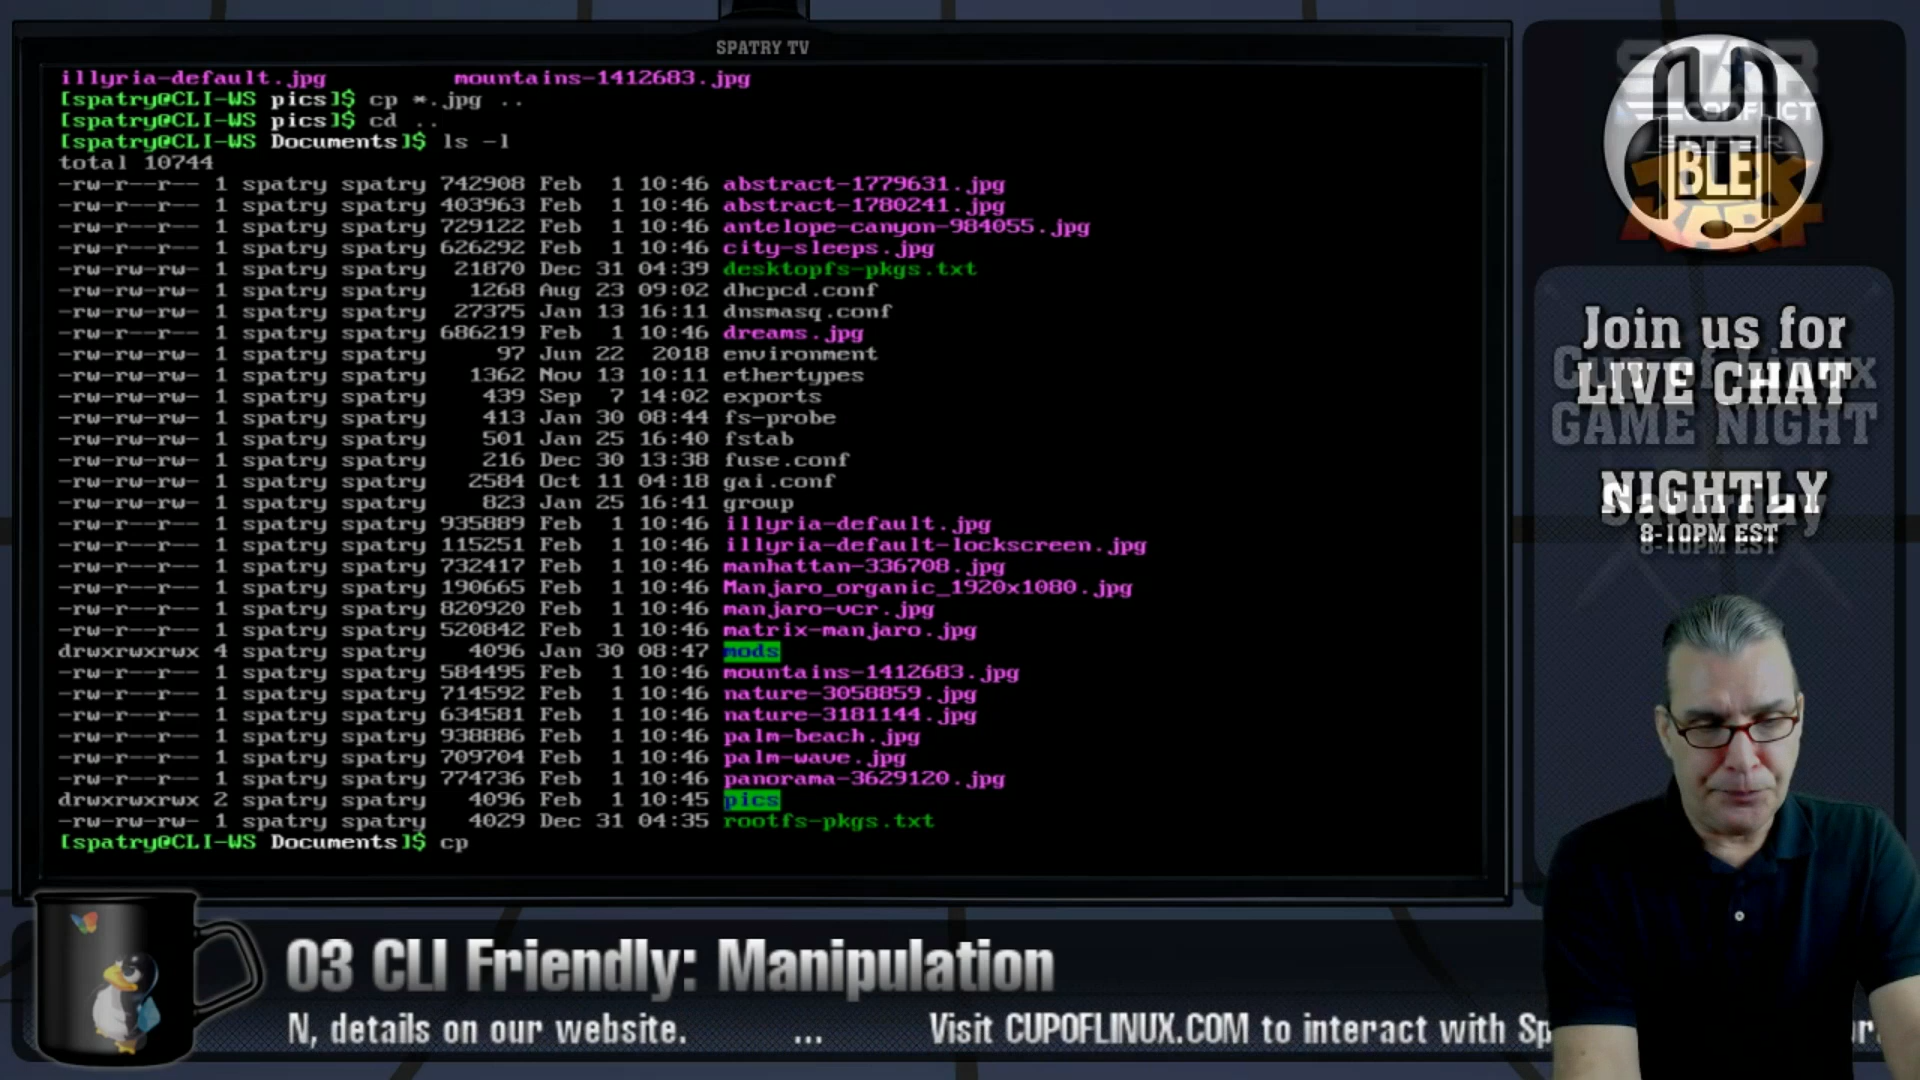 SPATRY TV
illyria-default.jpg mountains-1412683.jpg
[spatry@CLI-WS pics]$ cp *.jpg ..
[spatry@CLI-WS pics]$ cd ..
[spatry@CLI-WS Documents]$ ls -l
total 10744
-rw-r--r-- 1 spatry spatry 742908 Feb 1 10:46 abstract-1779631.jpg
-rw-r--r-- 1 spatry spatry 403963 Feb 1 10:46 abstract-1780241.jpg
-rw-r--r-- 1 spatry spatry 729122 Feb 1 10:46 antelope-canyon-984055.jpg
-rw-r--r-- 1 spatry spatry 626292 Feb 1 10:46 city-sleeps.jpg
-rw-rw-rw- 1 spatry spatry 21870 Dec 31 04:39 desktopfs-pkgs.txt
-rw-rw-rw- 1 spatry spatry 1268 Aug 23 09:02 dhcpcd.conf
-rw-rw-rw- 1 spatry spatry 27375 Jan 13 16:11 dnsmasq.conf
-rw-r--r-- 1 spatry spatry 686219 Feb 1 10:46 dreams.jpg
-rw-rw-rw- 1 spatry spatry 97 Jun 22 2018 environment
-rw-rw-rw- 1 spatry spatry 1362 Nov 13 10:11 ethertypes
-rw-rw-rw- 1 spatry spatry 439 Sep 7 14:02 exports
-rw-rw-rw- 1 spatry spatry 413 Jan 30 08:44 fs-probe
-rw-rw-rw- 1 spatry spatry 501 Jan 25 16:40 fstab
-rw-rw-rw- 1 spatry spatry 216 Dec 30 13:38 fuse.conf
-rw-rw-rw- 1 spatry spatry 2584 Oct 11 04:18 gai.conf
-rw-rw-rw- 1 spatry spatry 823 Jan 25 16:41 group
-rw-r--r-- 1 spatry spatry 935889 Feb 1 10:46 illyria-default.jpg
-rw-r--r-- 1 spatry spatry 115251 Feb 1 10:46 illyria-default-lockscreen.jpg
-rw-r--r-- 1 spatry spatry 732417 Feb 1 10:46 manhattan-336708.jpg
-rw-r--r-- 1 spatry spatry 190665 Feb 1 10:46 Manjaro_organic_1920x1080.jpg
-rw-r--r-- 1 spatry spatry 820920 Feb 1 10:46 manjaro-vcr.jpg
-rw-r--r-- 1 spatry spatry 520842 Feb 1 10:46 matrix-manjaro.jpg
drwxrwxrwx 4 spatry spatry 4096 Jan 30 08:47 mods
-rw-r--r-- 1 spatry spatry 584495 Feb 1 10:46 mountains-1412683.jpg
-rw-r--r-- 1 spatry spatry 714592 Feb 1 10:46 nature-3058859.jpg
-rw-r--r-- 1 spatry spatry 634581 Feb 1 10:46 nature-3181144.jpg
-rw-r--r-- 1 spatry spatry 938886 Feb 1 10:46 palm-beach.jpg
-rw-r--r-- 1 spatry spatry 709704 Feb 1 10:46 palm-wave.jpg
-rw-r--r-- 1 spatry spatry 774736 Feb 1 10:46 panorama-3629120.jpg
drwxrwxrwx 2 spatry spatry 4096 Feb 1 10:45 pics
-rw-rw-rw- 1 spatry spatry 4029 Dec 31 04:35 rootfs-pkgs.txt
[spatry@CLI-WS Documents]$ cp
BLE
Join us for
Cup of Linux
LIVE CHAT
GAME NIGHT
NIGHTLY
Saturday
8-10PM EST
8-10PM EST
03 CLI Friendly: Manipulation
N, details on our website. ... Visit CUPOFLINUX.COM to interact with Sp